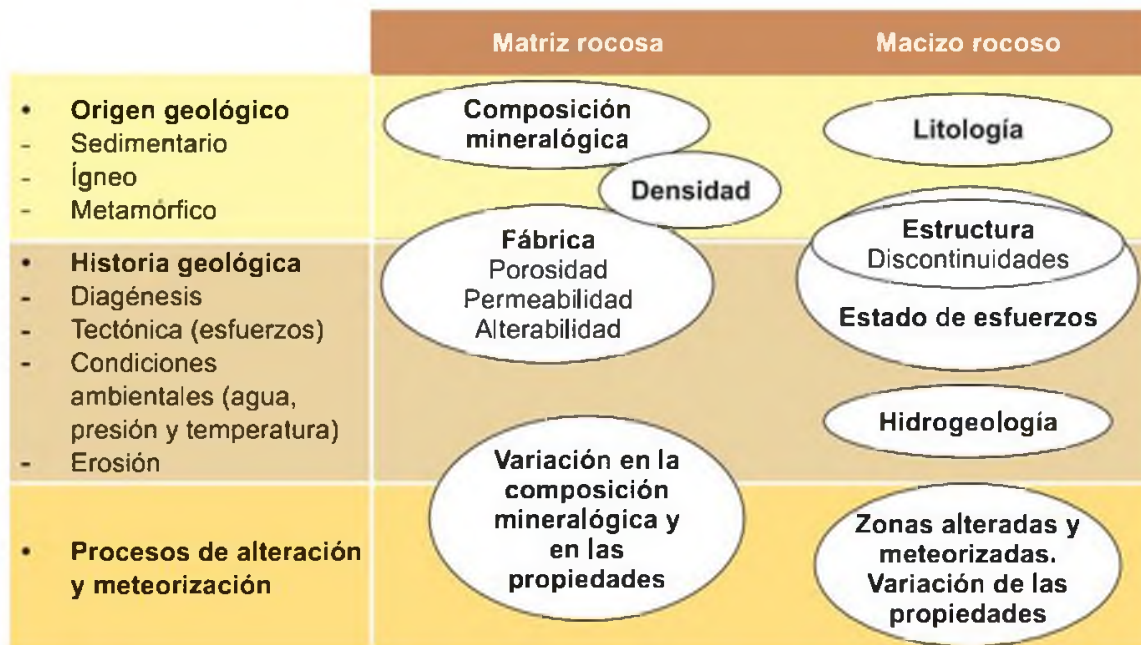 Matriz rocosa
Macizo rocoso
• Origen geológico
- Sedimentario
- Ígneo
- Metamórfico
Composición
mineralógica
Densidad
Litología
• Historia geológica
- Diagénesis
- Tectónica (esfuerzos)
- Condiciones
ambientales (agua,
presión y temperatura)
- Erosión
Fábrica
Porosidad
Permeabilidad
Alterabilidad
Estructura
Discontinuidades
Estado de esfuerzos
Hidrogeología
• Procesos de alteración
y meteorización
Variación en la
composición
mineralógica y
en las
propiedades
Zonas alteradas y
meteorizadas.
Variación de las
propiedades